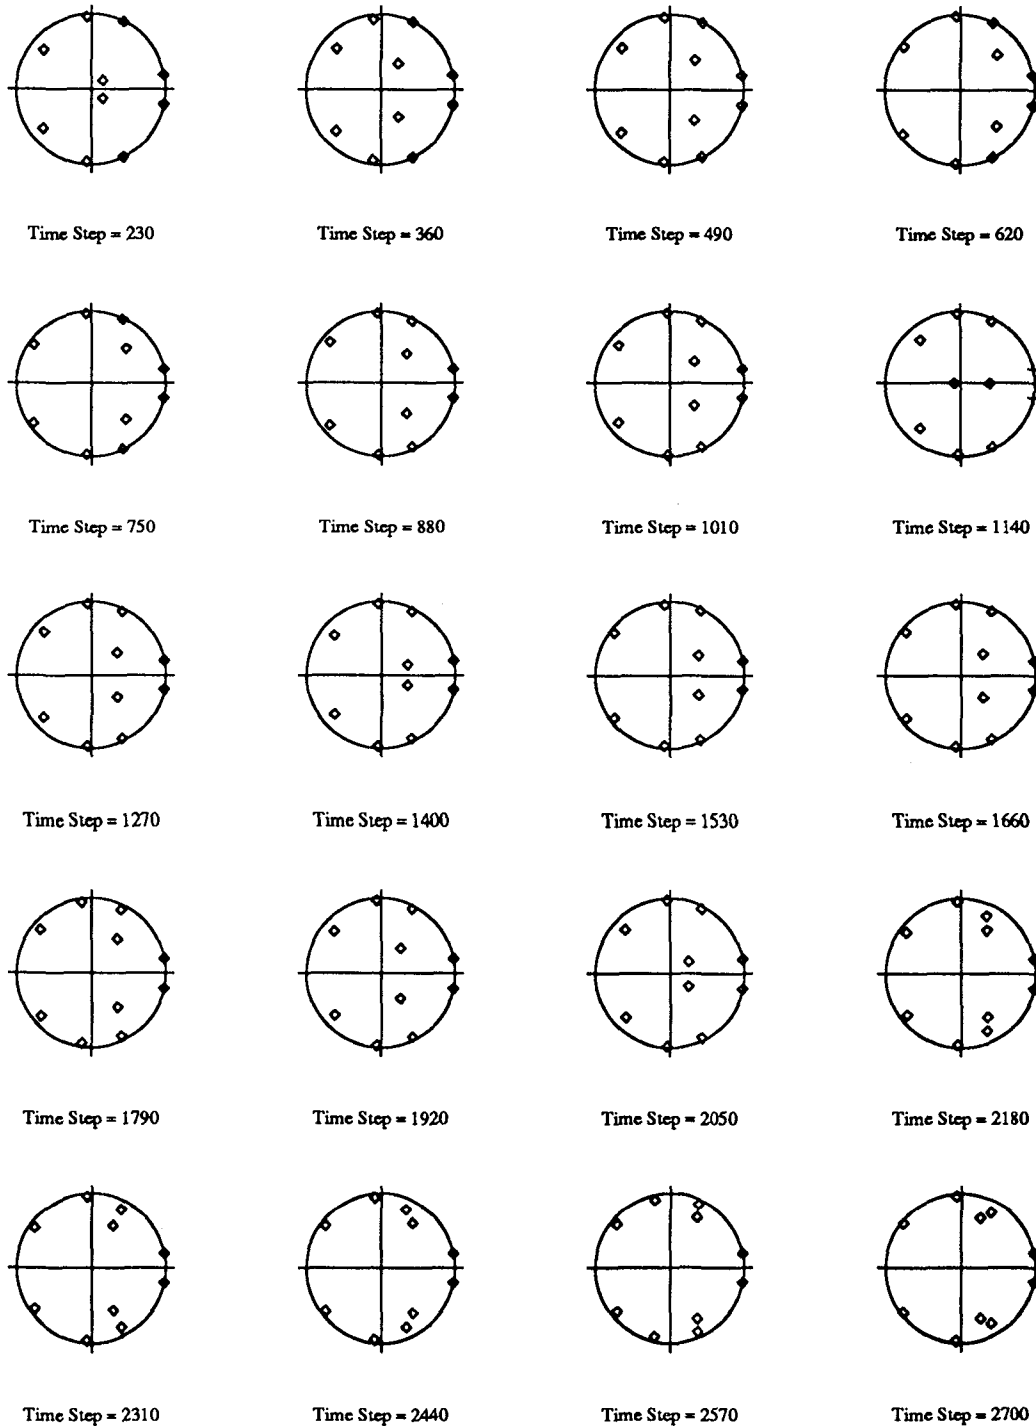 Time Step = 230
Time Step = 360
Time Step = 490
Time Step = 620
Time Step = 750
Time Step = 880
Time Step = 1010
Time Step = 1140
Time Step = 1270
Time Step = 1400
Time Step = 1530
Time Step = 1660
Time Step = 1790
Time Step = 1920
Time Step = 2050
Time Step = 2180
Time Step = 2310
Time Step = 2440
Time Step = 2570
Time Step = 2700